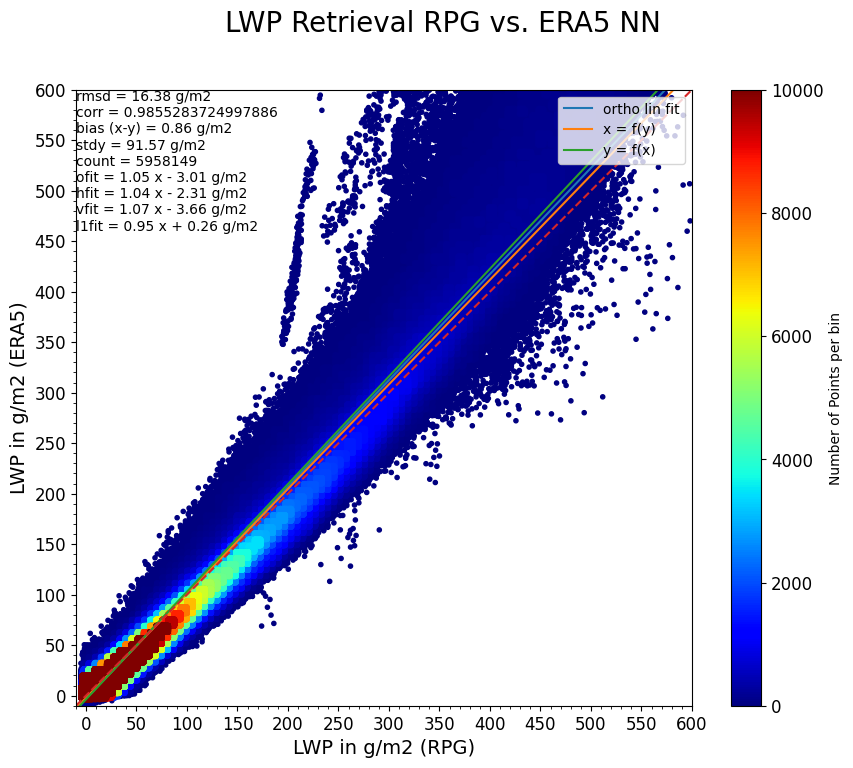 LWP Retrieval RPG vs. ERA5 NN
rmsd = 16.38 g/m2
corr = 0.9855283724997886
bias (x-y) = 0.86 g/m2
stdy = 91.57 g/m2
count = 5958149
ofit = 1.05 x - 3.01 g/m2
hfit = 1.04 x - 2.31 g/m2
vfit = 1.07 x - 3.66 g/m2
l1fit = 0.95 x + 0.26 g/m2
ortho lin fit
x = f(y)
y = f(x)
LWP in g/m2 (ERA5)
600
550
500
450
400
350
300
250
200
150
100
50
0
0
50
100
150
200
250
300
350
400
450
500
550
600
LWP in g/m2 (RPG)
10000
8000
6000
4000
2000
0
Number of Points per bin